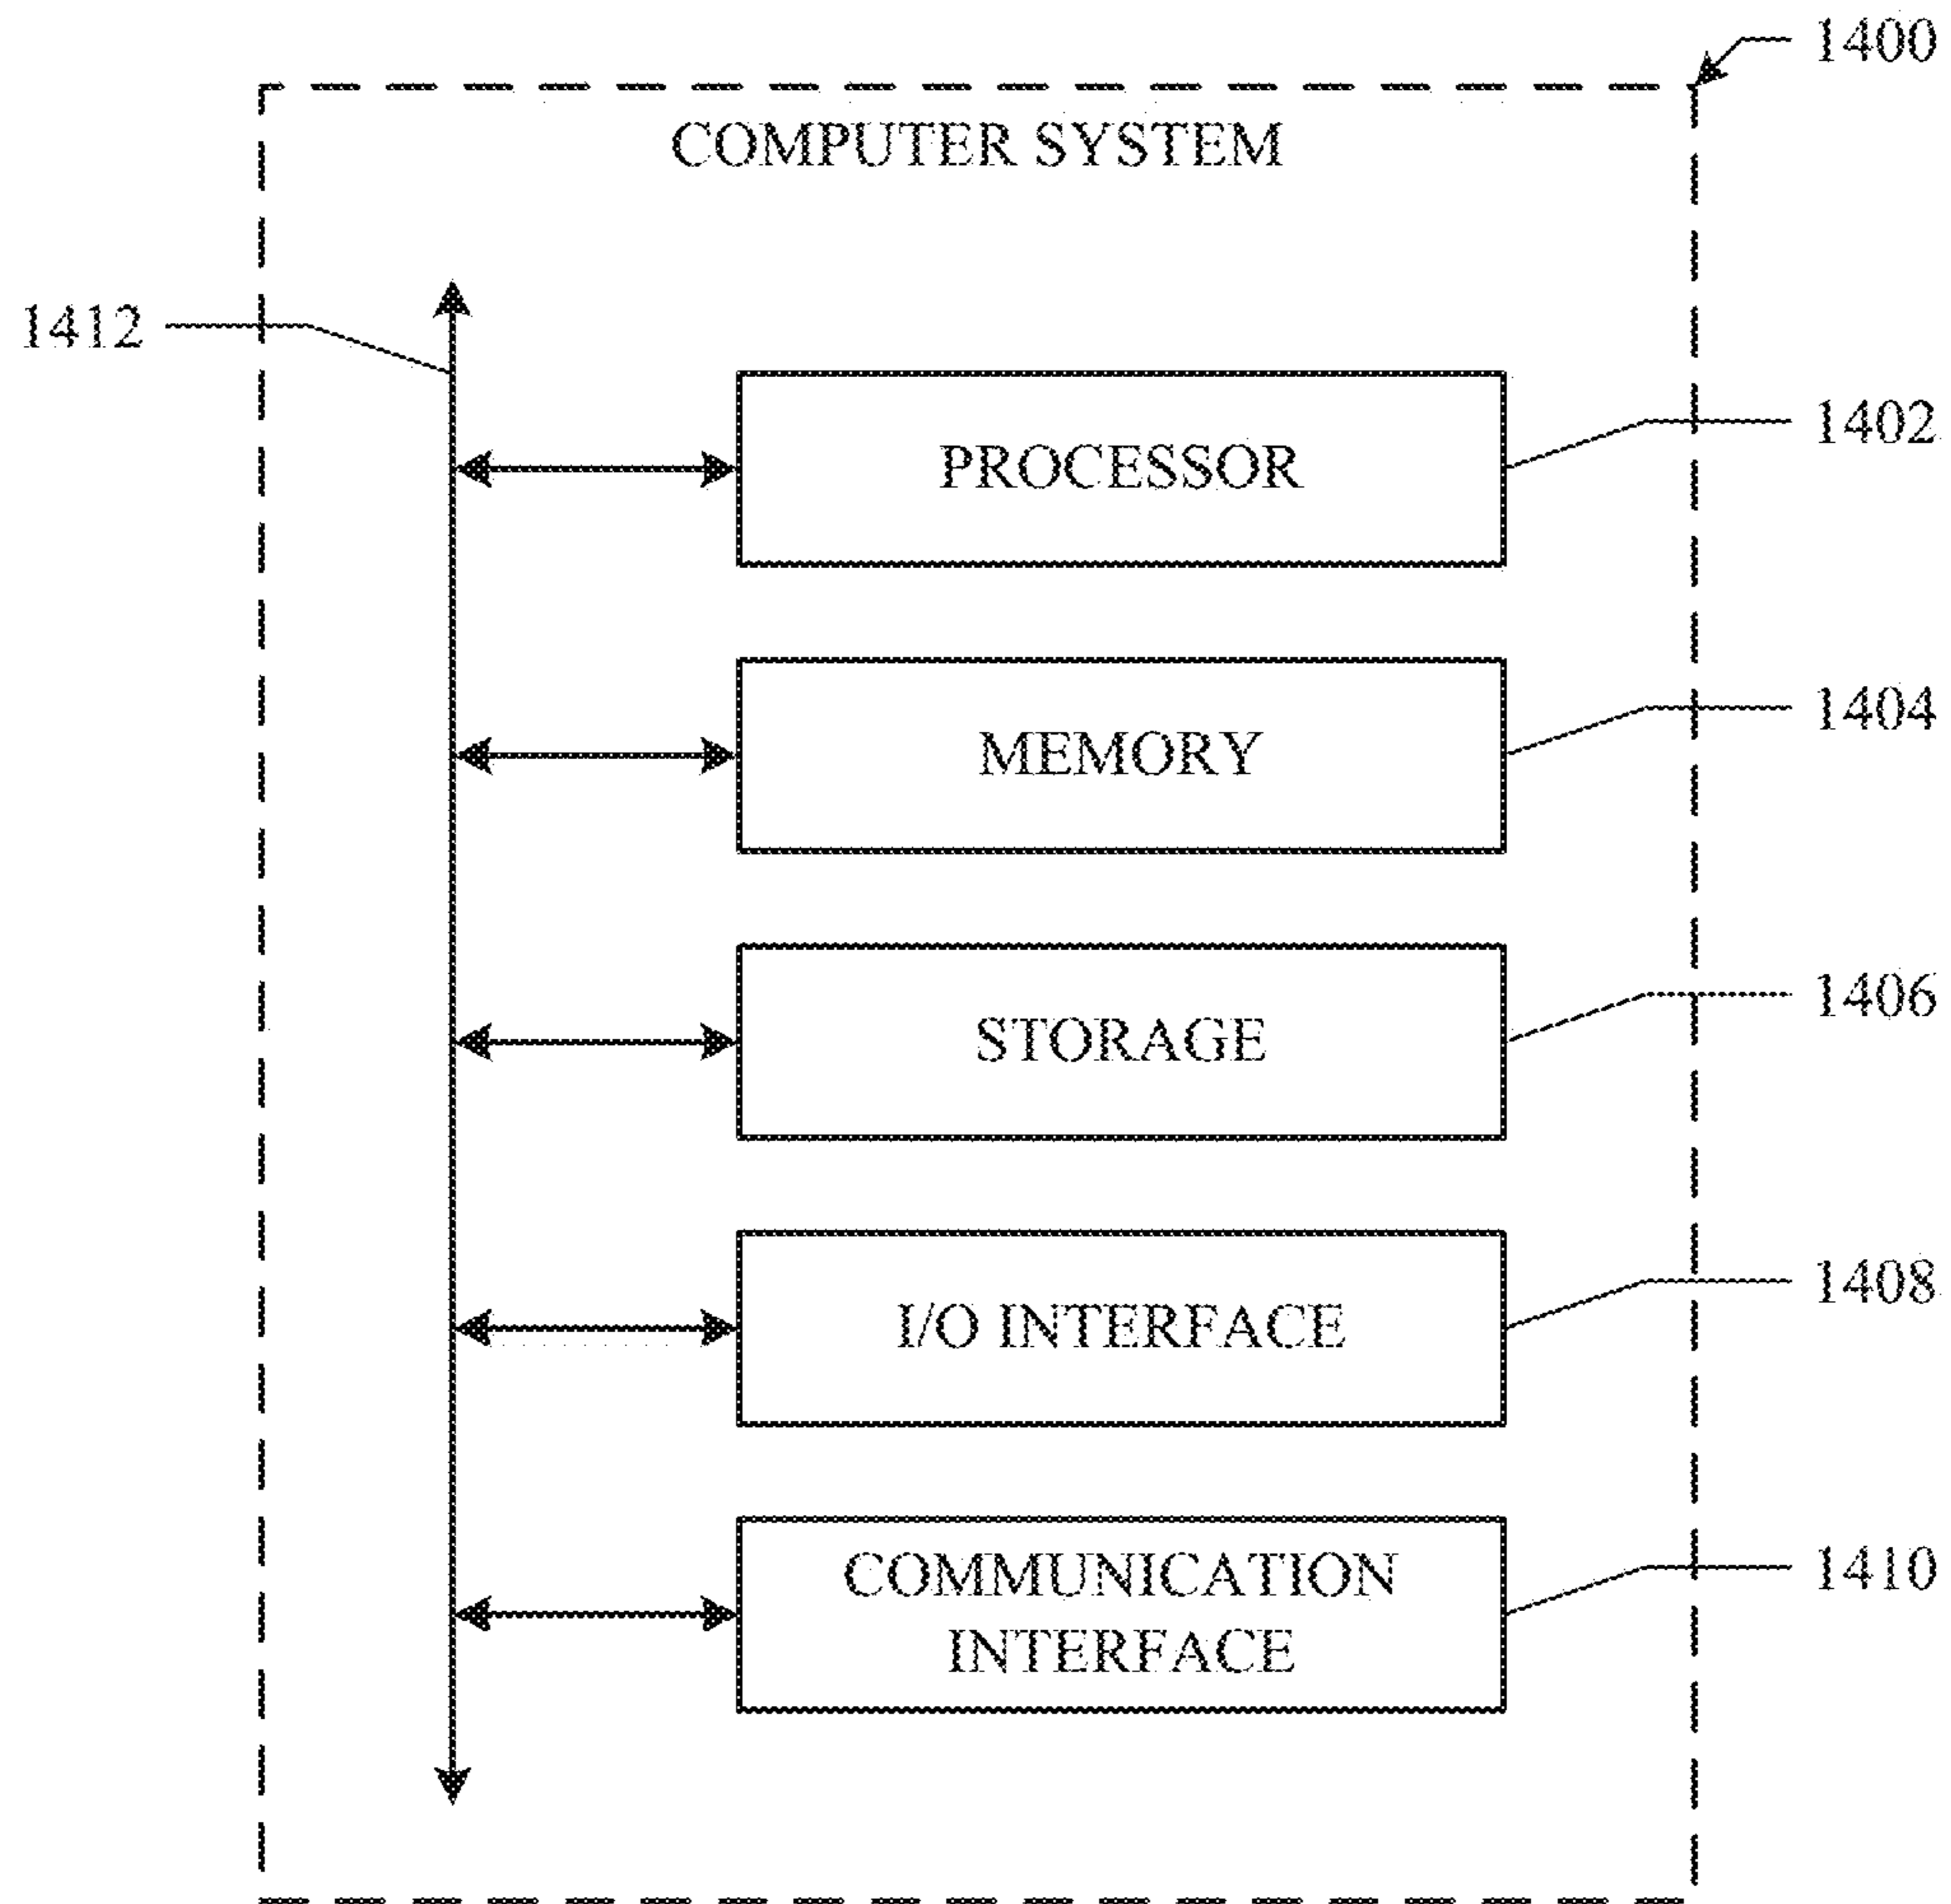 1400
COMPUTER SYSTEM
1412
PROCESSOR
1402
MEMORY
1404
STORAGE
1406
I/O INTERFACE
1408
COMMUNICATION
INTERFACE
1410